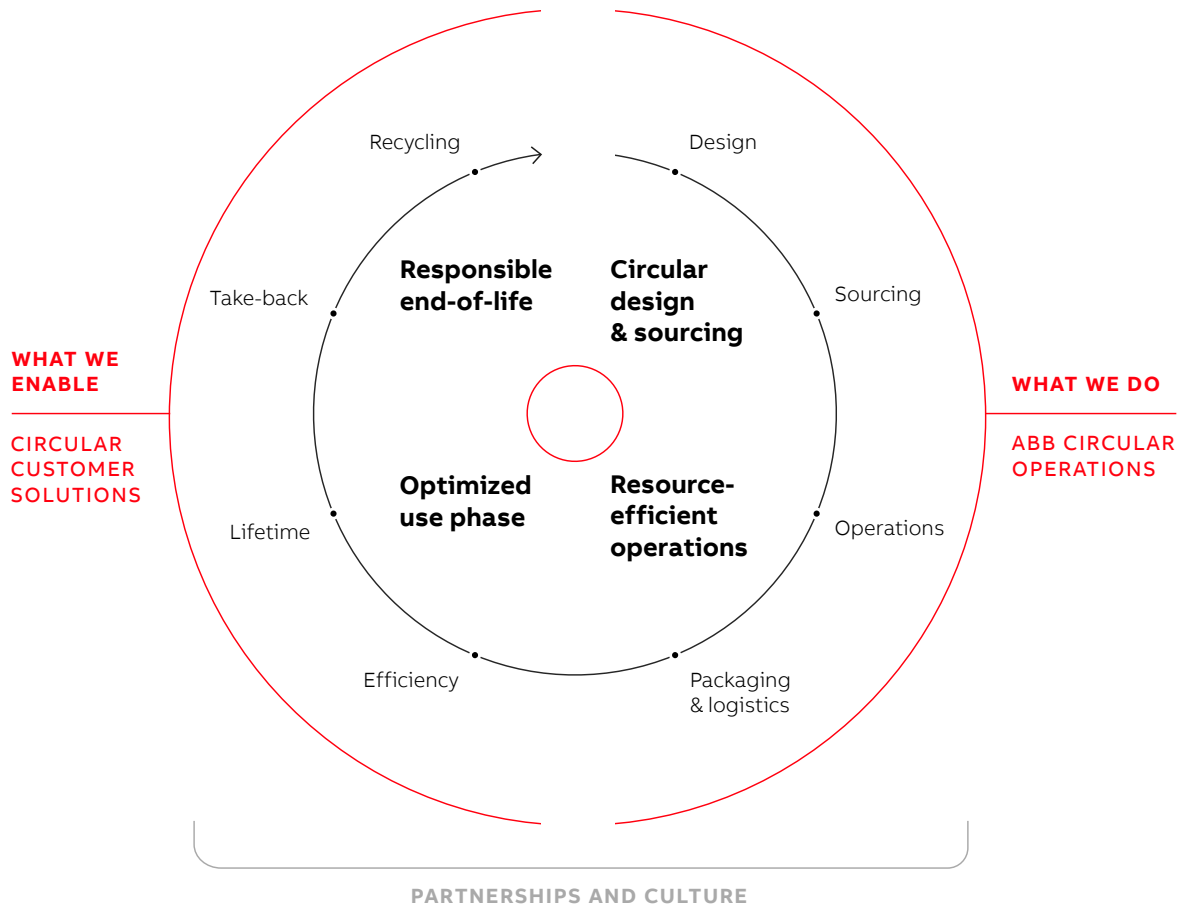 Recycling
Design
Responsible
end-of-life
Circular
design
& sourcing
Take-back
Sourcing
WHAT WE
ENABLE
CIRCULAR
CUSTOMER
SOLUTIONS
WHAT WE DO
ABB CIRCULAR
OPERATIONS
Optimized
use phase
Resource-
efficient
operations
Lifetime
Operations
Efficiency
Packaging
& logistics
PARTNERSHIPS AND CULTURE